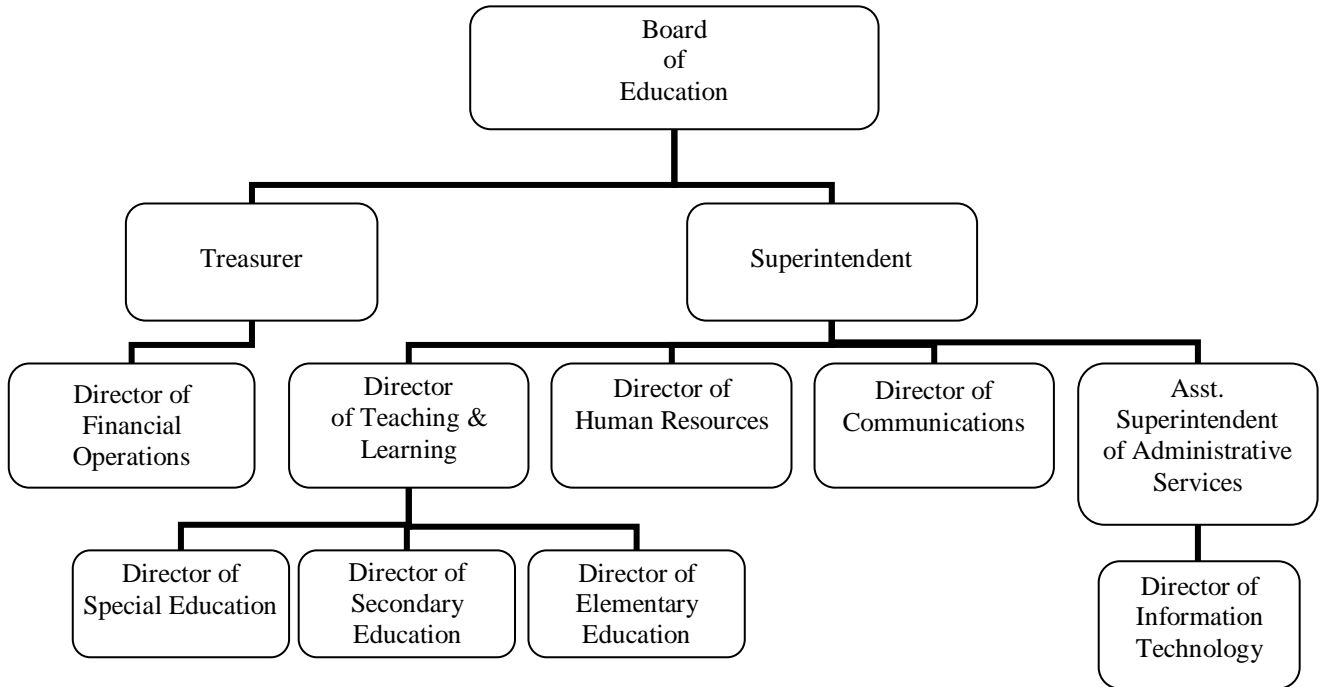 Board
of
Education
Treasurer
Superintendent
Director of
Financial
Operations
Director
of Teaching &
Learning
Director of
Human Resources
Director of
Communications
Asst.
Superintendent
of Administrative
Services
Director of
Special Education
Director of
Secondary
Education
Director of
Elementary
Education
Director of
Information
Technology